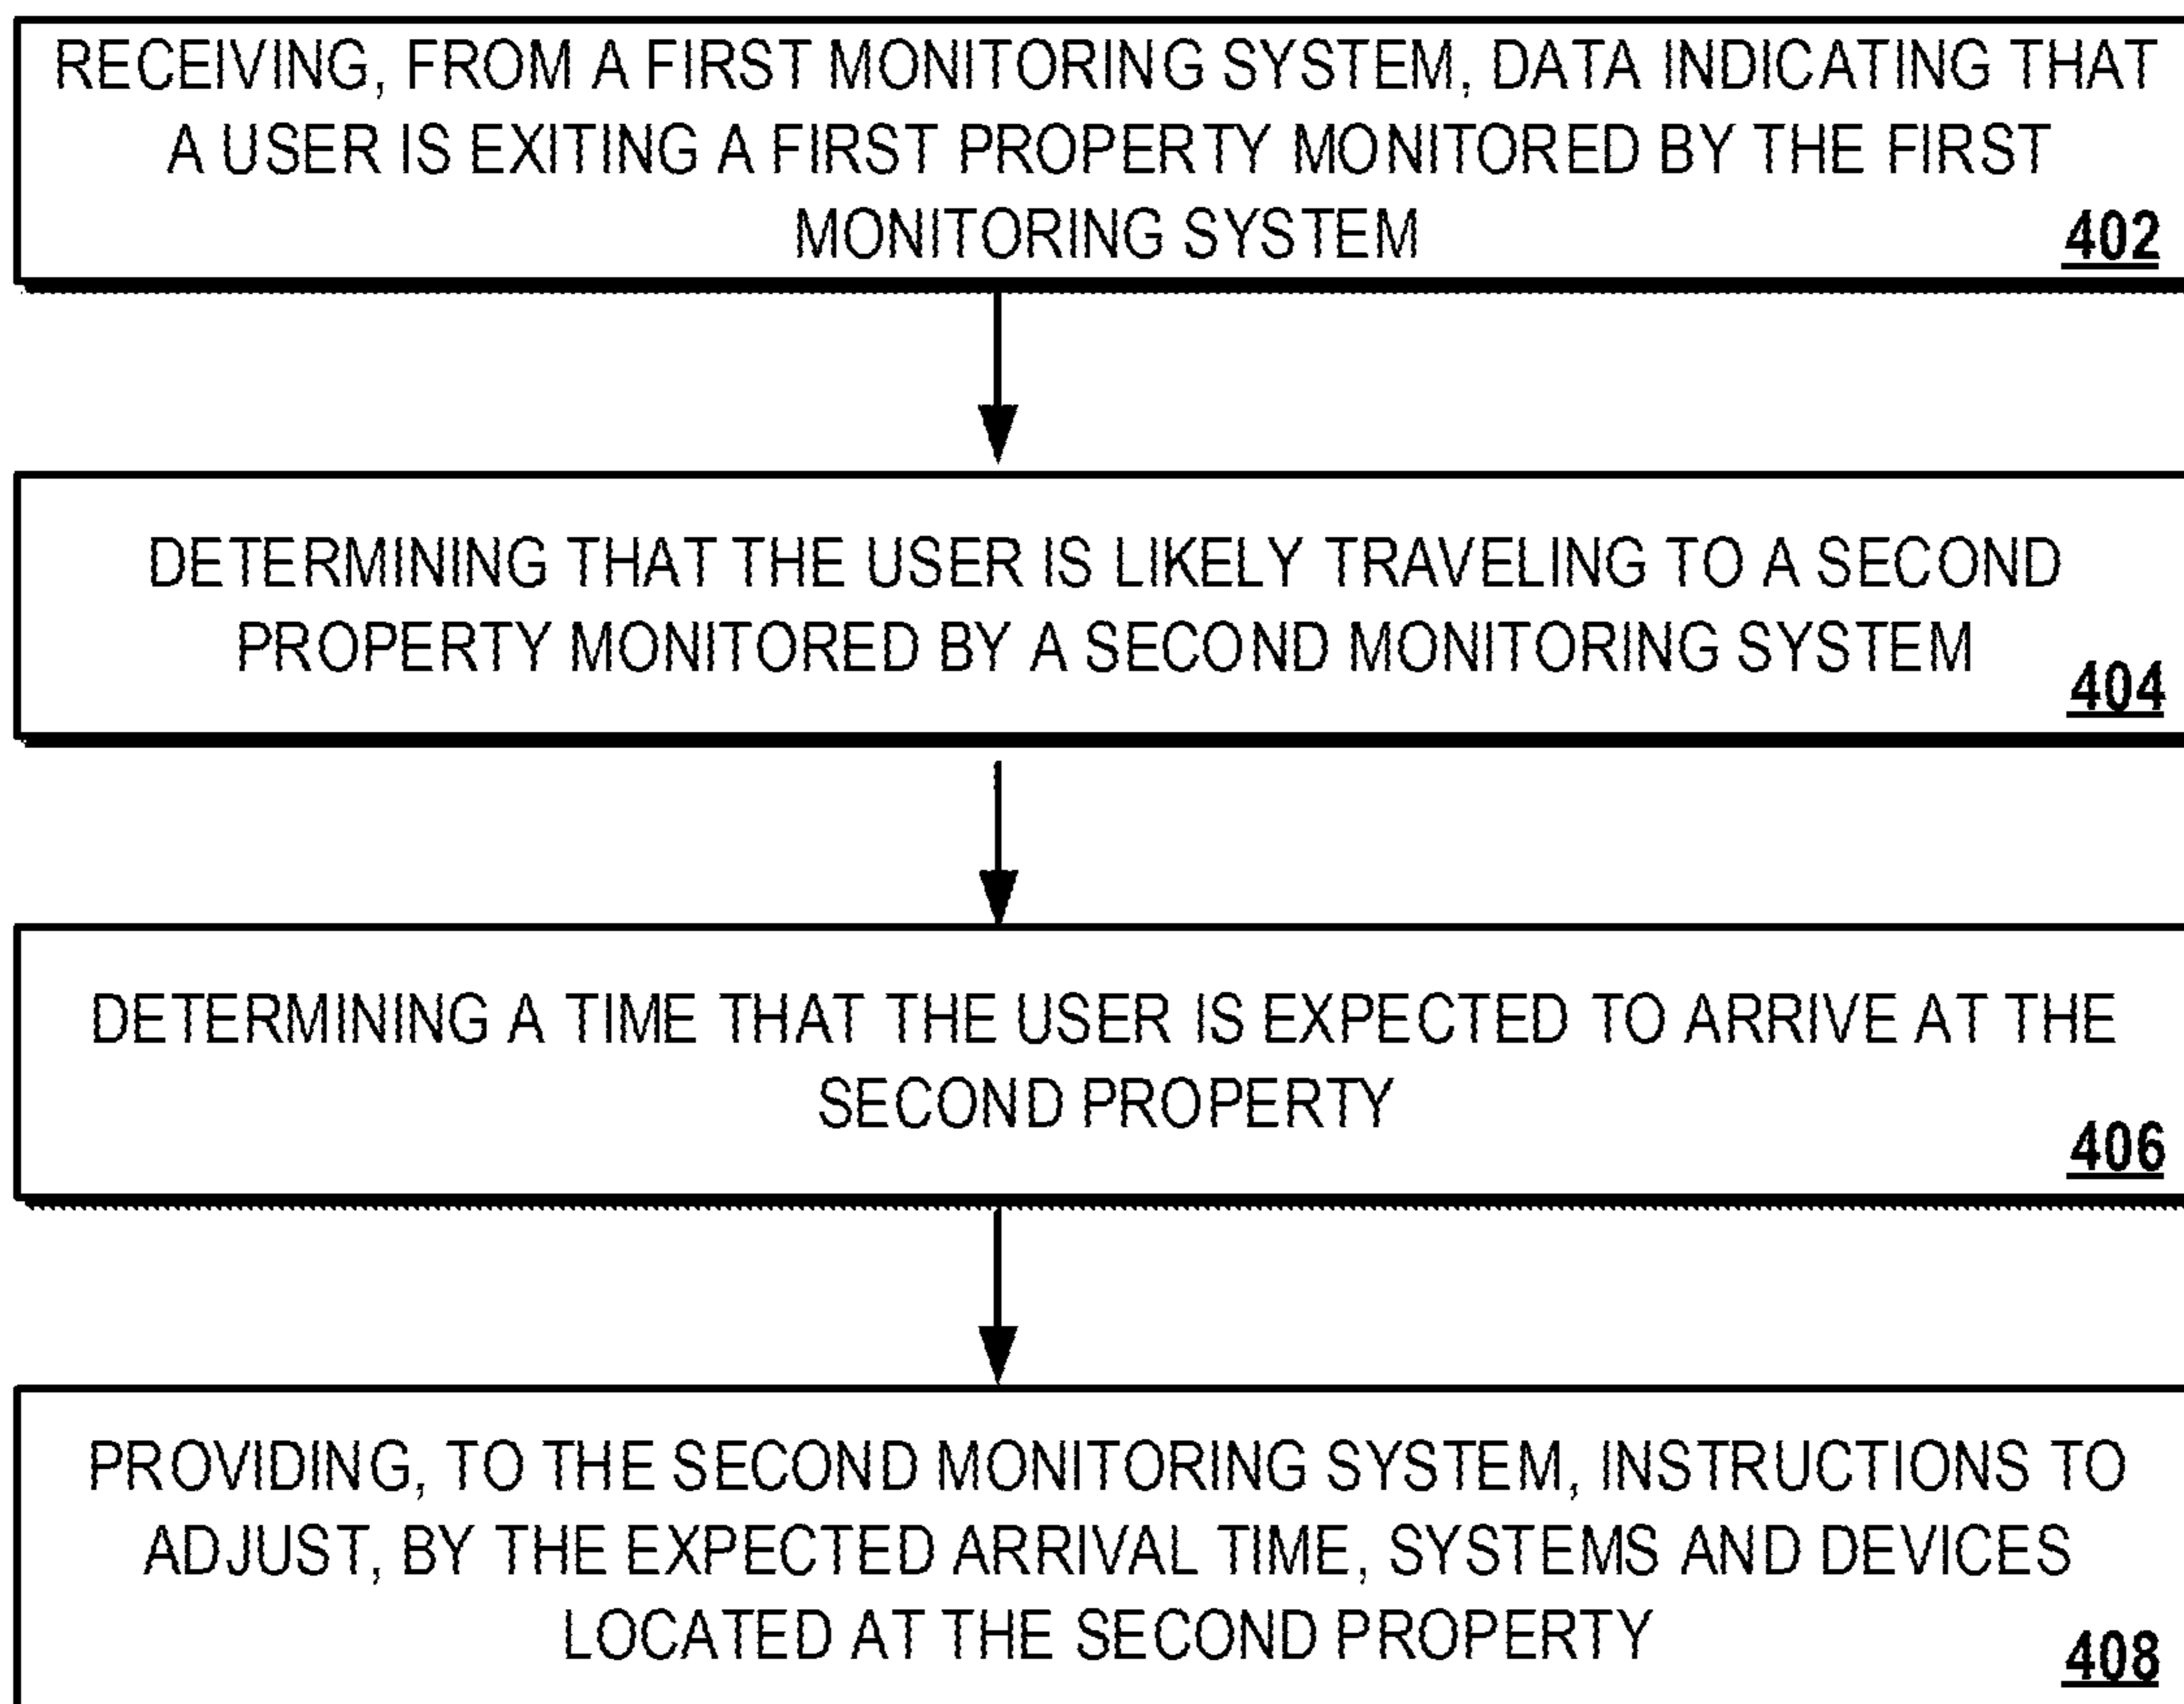 RECEIVING, FROM A FIRST MONITORING SYSTEM, DATA INDICATING THAT
A USER IS EXITING A FIRST PROPERTY MONITORED BY THE FIRST
MONITORING SYSTEM
402
DETERMINING THAT THE USER IS LIKELY TRAVELING TO A SECOND
PROPERTY MONITORED BY A SECOND MONITORING SYSTEM
404
DETERMINING A TIME THAT THE USER IS EXPECTED TO ARRIVE AT THE
SECOND PROPERTY
406
PROVIDING, TO THE SECOND MONITORING SYSTEM, INSTRUCTIONS TO
ADJUST, BY THE EXPECTED ARRIVAL TIME, SYSTEMS AND DEVICES
LOCATED AT THE SECOND PROPERTY
408